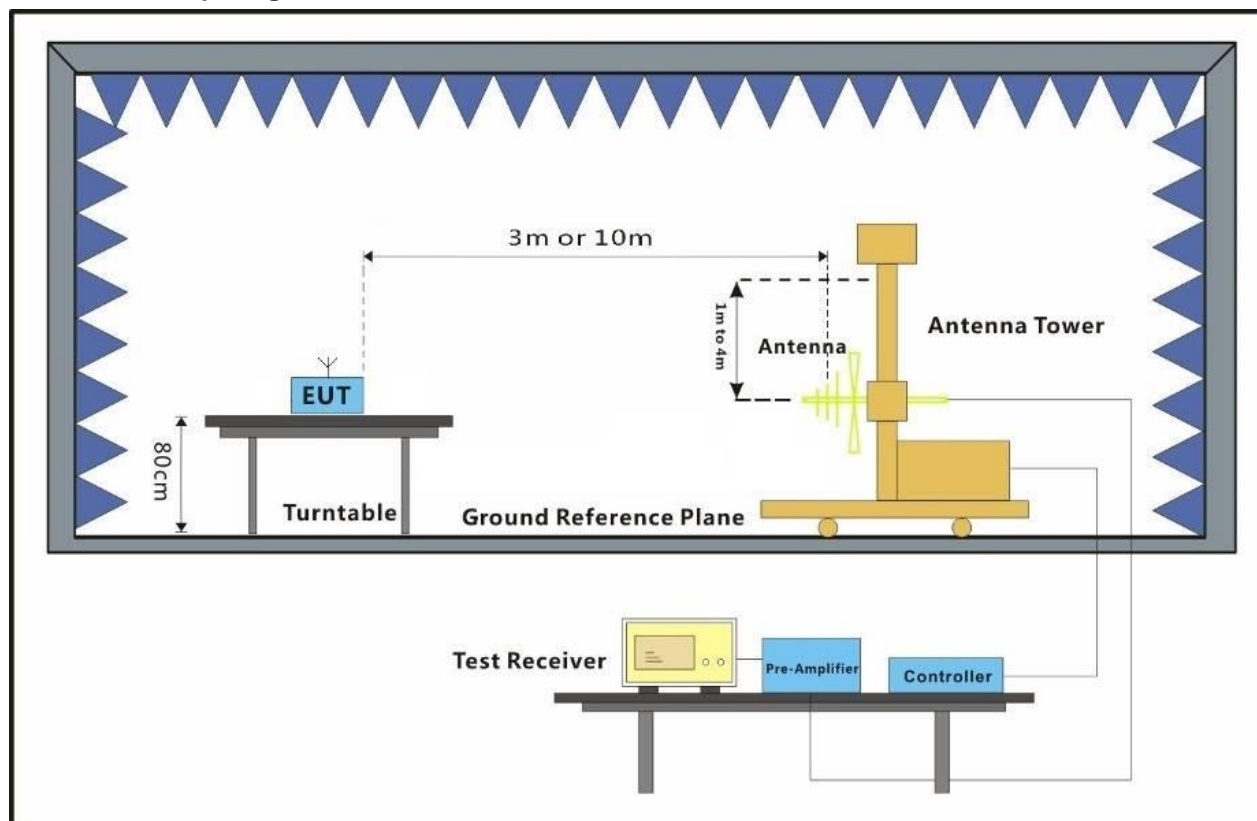 3m or 10m
1m to 4m
Antenna Tower
Antenna
EUT
80cm
Turntable
Ground Reference Plane
Test Receiver
Pre-Amplifier
Controller